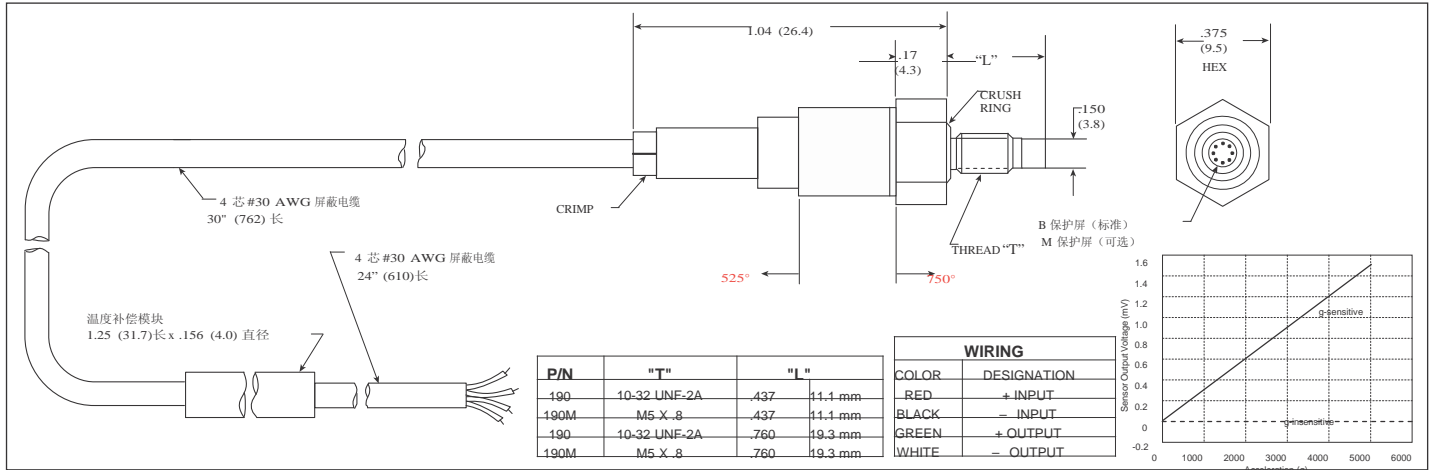 1.04 (26.4)
.17
(4.3)
“L”
.375
(9.5)
HEX
CRUSH
RING
.150
(3.8)
4 芯 #30 AWG 屏蔽电缆
30" (762) 长
CRIMP
THREAD “T”
B 保护屏（标准）
M 保护屏（可选）
4 芯 #30 AWG 屏蔽电缆
24” (610)长
525°
750°
温度补偿模块
1.25 (31.7)长 x .156 (4.0) 直径
P/N "T" "L"
190 10-32 UNF-2A .437 11.1 mm
190M M5 X .8 .437 11.1 mm
190 10-32 UNF-2A .760 19.3 mm
190M M5 X .8 .760 19.3 mm
WIRING
COLOR DESIGNATION
RED + INPUT
BLACK – INPUT
GREEN + OUTPUT
WHITE – OUTPUT
Sensor Output Voltage (mV)
1.6
1.4
1.2
1.0
0.8
0.6
0.4
0.2
0
-0.2
g-sensitive
g-insensitive
0 1000 2000 3000 4000 5000 6000
Acceleration (g)